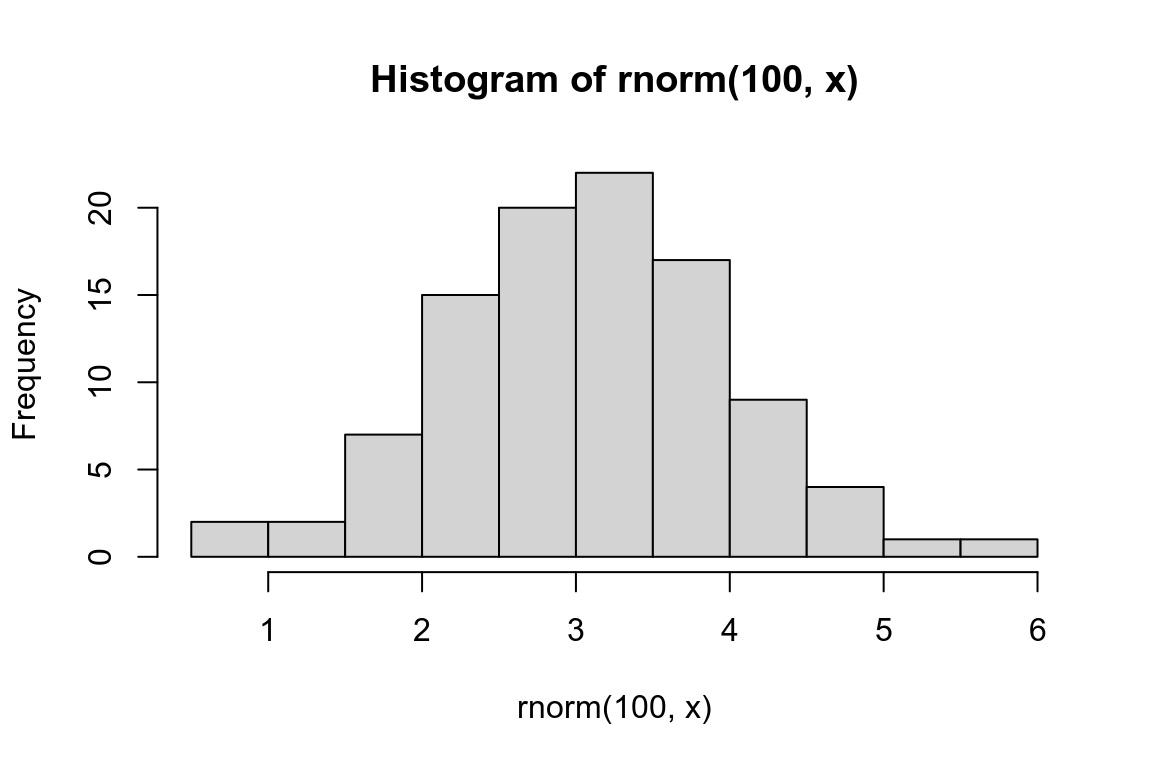 Histogram of rnorm(100, x)
Frequency
20
15
10
5
0
1 2 3 4 5 6
rnorm(100, x)